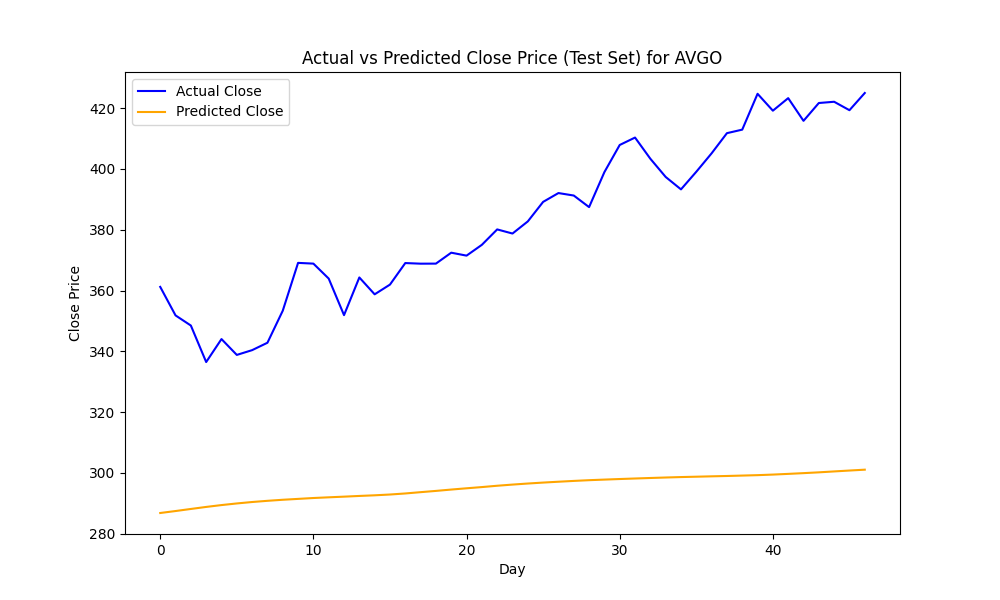 Actual vs Predicted Close Price (Test Set) for AVGO
Actual Close
Predicted Close
420
400
380
360
340
320
300
280
Close Price
0 10 20 30 40
Day